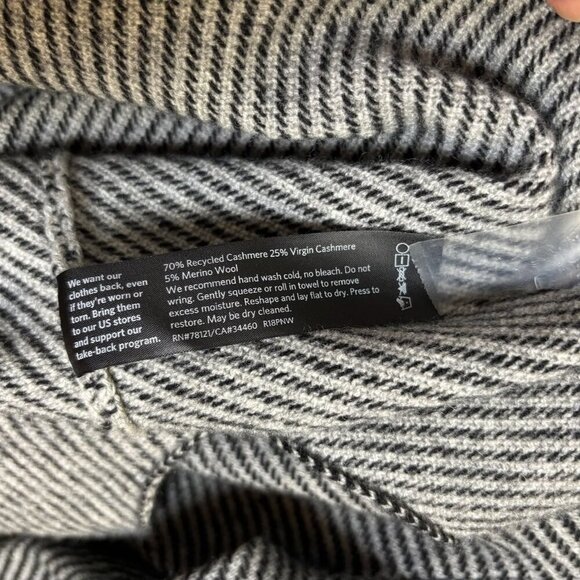 We want our
clothes back, even
if they're worn or
torn. Bring them
to our US stores
and support our
take-back program.
70% Recycled Cashmere 25% Virgin Cashmere
5% Merino Wool
We recommend hand wash cold, no bleach. Do not
wring. Gently squeeze or roll in towel to remove
excess moisture. Reshape and lay flat to dry. Press to
restore. May be dry cleaned.
RN#78121/CA#34460 R18PNW